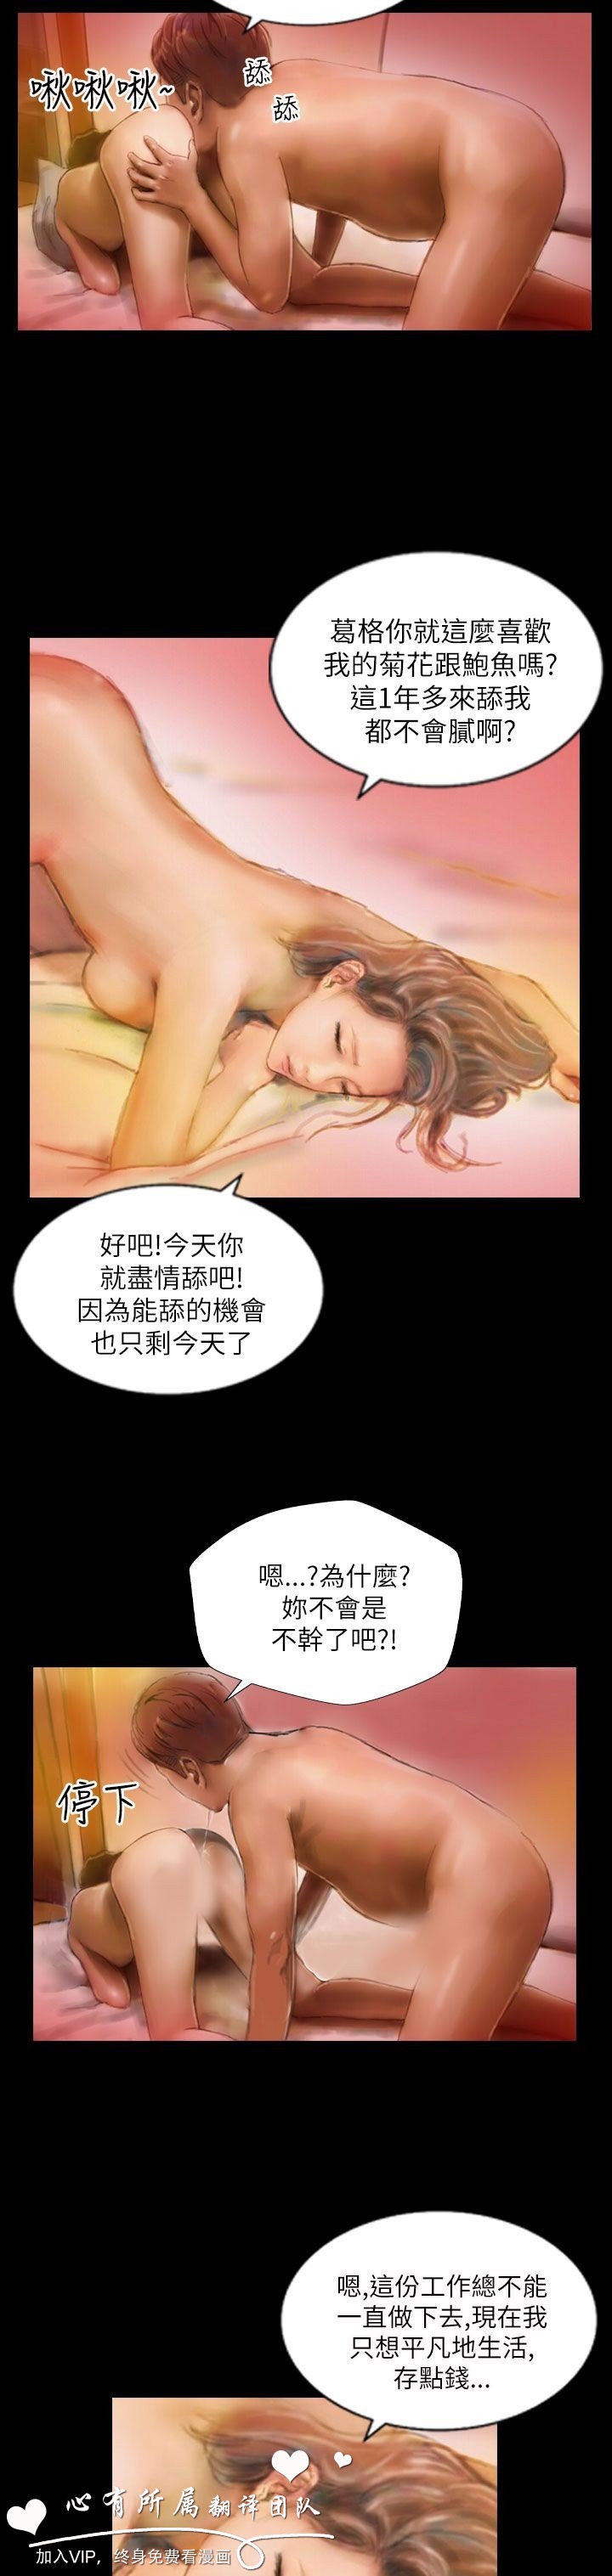 啾啾啾~
舔
舔
葛格你就這麼喜歡
我的菊花跟鮑魚嗎?
這1年多來舔我
都不會膩啊?
好吧!今天你
就盡情舔吧!
因為能舔的機會
也只剩今天了
嗯...?為什麼?
妳不會是
不幹了吧?!
停下
嗯,這份工作總不能
一直做下去,現在我
只想平凡地生活,
存點錢...
心有所属翻译团队
加入VIP，终身免费看漫画